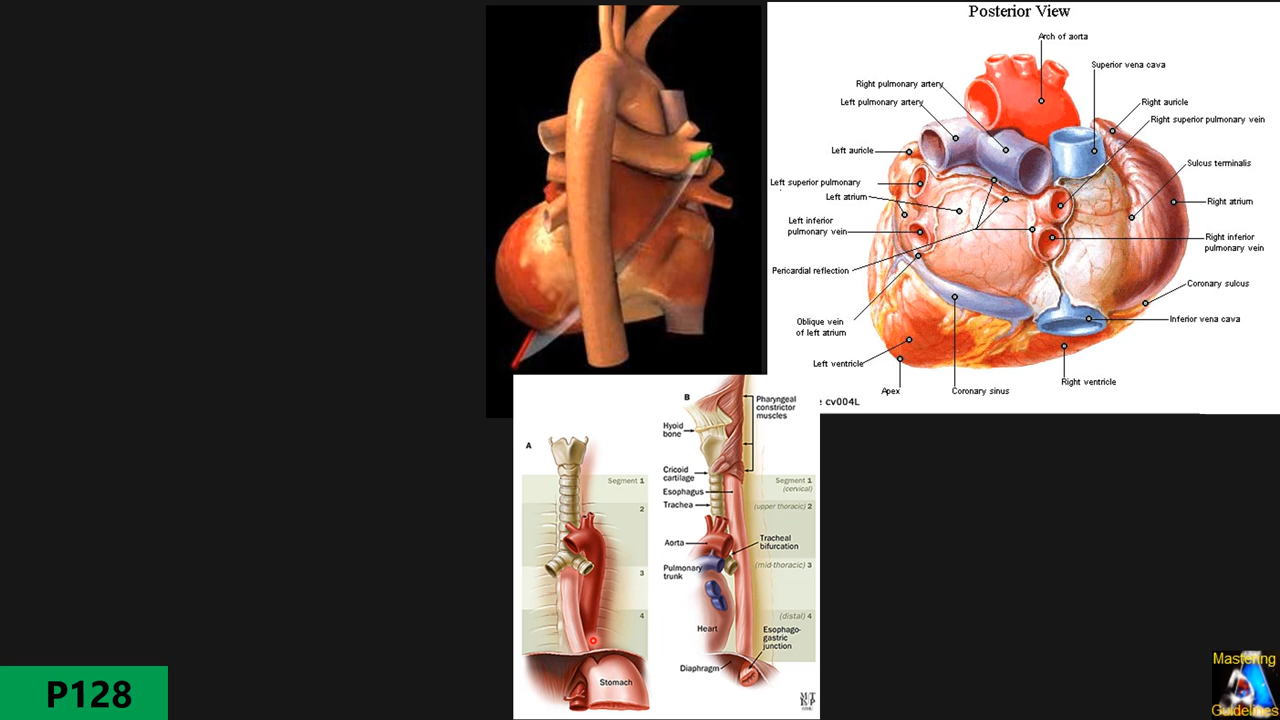 Posterior View
Arch of aorta
Superior vena cava
Right pulmonary artery
Left pulmonary artery
Right auricle
Right superior pulmonary vein
Left auricle
Sulcus terminalis
Left superior pulmonary
Left atrium
Right atrium
Left inferior
pulmonary vein
Right inferior
pulmonary vein
Pericardial reflection
Coronary sulcus
Oblique vein
of left atrium
Inferior vena cava
Left ventricle
Right ventricle
Apex
Coronary sinus
cv004L
A
Segment 1
2
3
4
Stomach
B
Pharyngeal
constrictor
muscles
Hyoid
bone
Cricoid
cartilage
Segment 1
(cervical)
Esophagus
Trachea
(upper thoracic) 2
Aorta
Tracheal
bifurcation
Pulmonary
trunk
(mid-thoracic) 3
(distal) 4
Heart
Esophago-
gastric
junction
Diaphragm
P128
Mastering
Guidelines